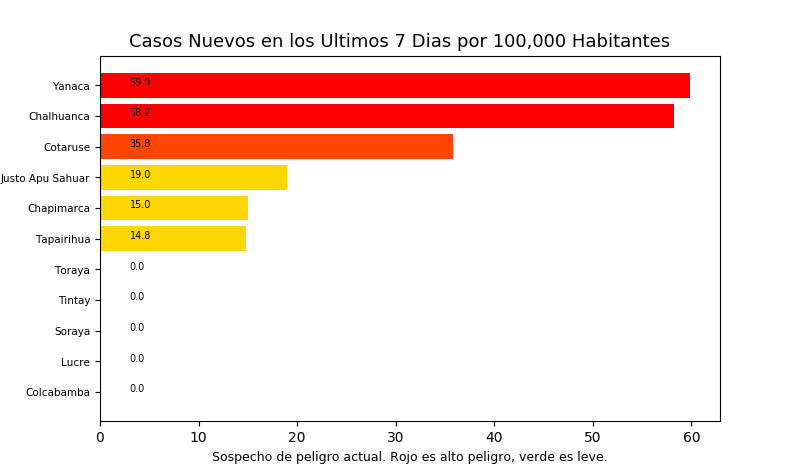 Casos Nuevos en los Ultimos 7 Dias por 100,000 Habitantes
Yanaca 59.9
Chalhuanca 58.2
Cotaruse 35.8
Justo Apu Sahuar 19.0
Chapimarca 15.0
Tapairihua 14.8
Toraya 0.0
Tintay 0.0
Soraya 0.0
Lucre 0.0
Colcabamba 0.0
0 10 20 30 40 50 60
Sospecho de peligro actual. Rojo es alto peligro, verde es leve.